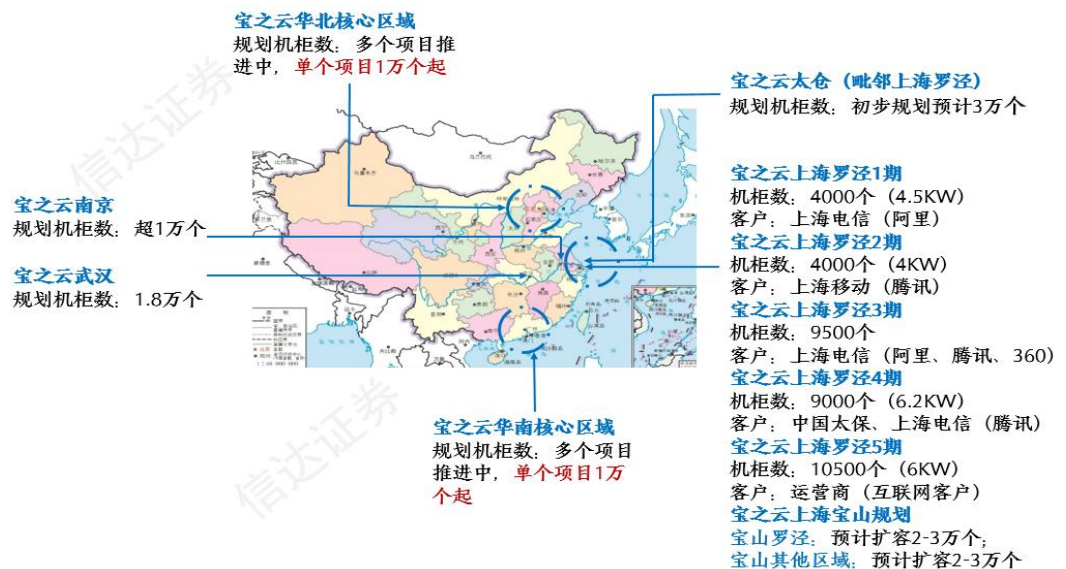 宝之云华北核心区域
规划机柜数：多个项目推
进中，单个项目1万个起
宝之云太仓（毗邻上海罗泾）
规划机柜数：初步规划预计3万个
宝之云南京
规划机柜数：超1万个
宝之云武汉
规划机柜数：1.8万个
宝之云上海罗泾1期
机柜数：4000个（4.5KW）
客户：上海电信（阿里）
宝之云上海罗泾2期
机柜数：4000个（4KW）
客户：上海移动（腾讯）
宝之云上海罗泾3期
机柜数：9500个
客户：上海电信（阿里、腾讯、360）
宝之云上海罗泾4期
机柜数：9000个（6.2KW）
客户：中国太保、上海电信（腾讯）
宝之云上海罗泾5期
机柜数：10500个（6KW）
客户：运营商（互联网客户）
宝之云上海宝山规划
宝山罗泾：预计扩容2-3万个；
宝山其他区域：预计扩容2-3万个
宝之云华南核心区域
规划机柜数：多个项目
推进中，单个项目1万
个起
信达证券
信达证券